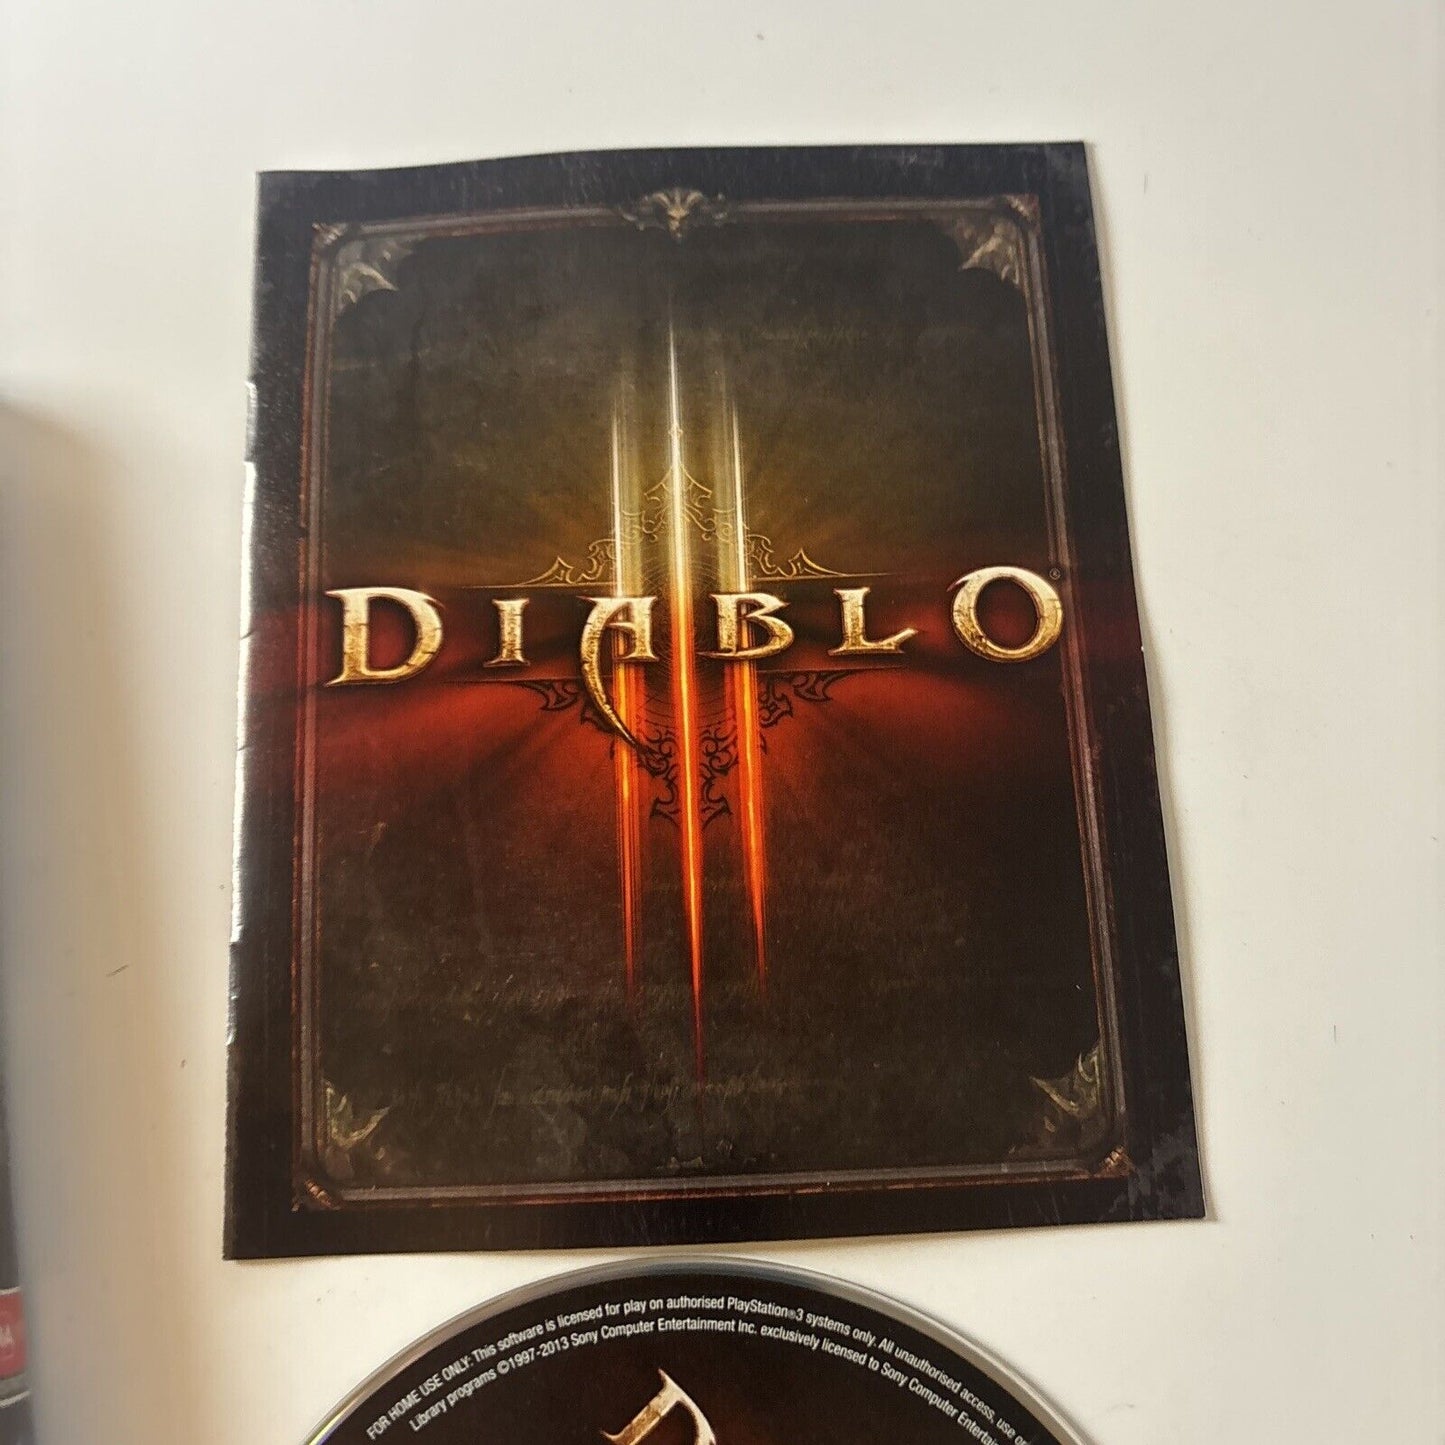 DIABLO®
FOR HOME USE ONLY: This software is licensed for play on authorised PlayStation®3 systems only. All unauthorised access, use or
Library programs ©1997-2013 Sony Computer Entertainment Inc. exclusively licensed to Sony Computer
D